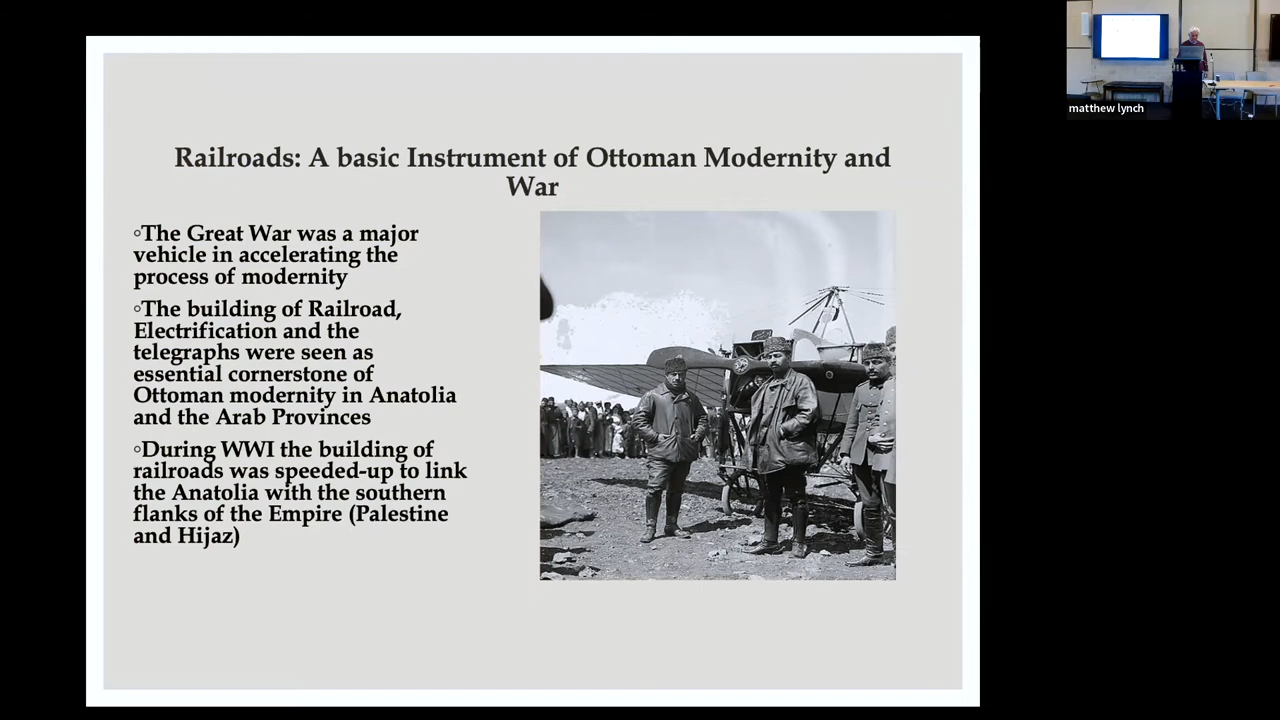 Railroads: A basic Instrument of Ottoman Modernity and
War
◦The Great War was a major
vehicle in accelerating the
process of modernity
◦The building of Railroad,
Electrification and the
telegraphs were seen as
essential cornerstone of
Ottoman modernity in Anatolia
and the Arab Provinces
◦During WWI the building of
railroads was speeded-up to link
the Anatolia with the southern
flanks of the Empire (Palestine
and Hijaz)
matthew lynch